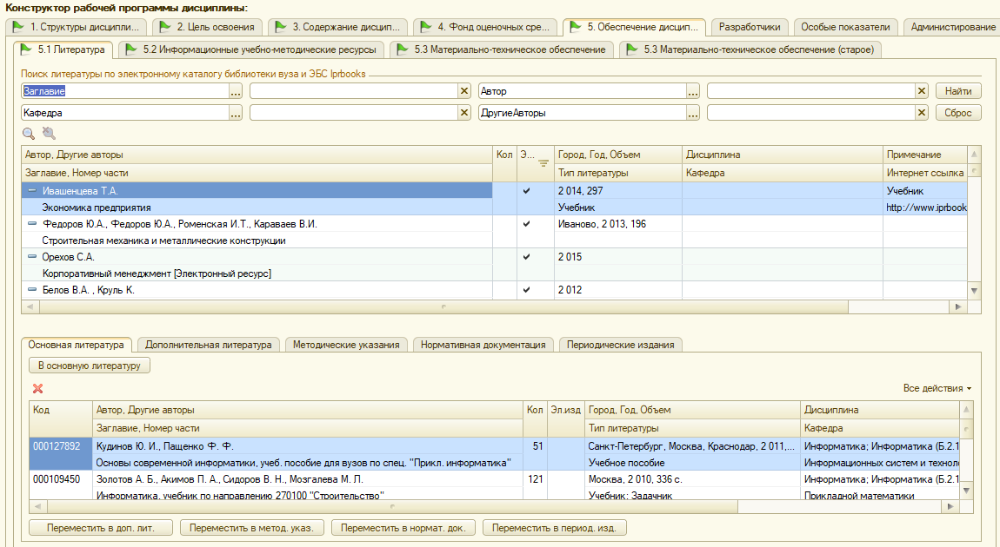 Конструктор рабочей программы дисциплины:
1. Структуры дисципли... 2. Цель освоения 3. Содержание дисцип... 4. Фонд оценочных сре... 5. Обеспечение дисцип... Разработчики Особые показатели Администрирование
5.1 Литература 5.2 Информационные учебно-методические ресурсы 5.3 Материально-техническое обеспечение 5.3 Материально-техническое обеспечение (старое)
Поиск литературы по электронному каталогу библиотеки вуза и ЭБС Iprbooks
Заглавие ... X Автор ... X Найти
Кафедра ... X ДругиеАвторы ... X Сброс
Автор, Другие авторы Кол Э... Город, Год, Объем Дисциплина Примечание
Заглавие, Номер части Тип литературы Кафедра Интернет ссылка
Ивашенцева Т.А. 2 014, 297 Учебник
Экономика предприятия Учебник http://www.iprbook
Федоров Ю.А., Федоров Ю.А., Роменская И.Т., Караваев В.И. Иваново, 2 013, 196
Строительная механика и металлические конструкции
Орехов С.А. 2 015
Корпоративный менеджмент [Электронный ресурс]
Белов В.А. , Круль К. 2 012
Основная литература Дополнительная литература Методические указания Нормативная документация Периодические издания
В основную литературу
Все действия
Код Автор, Другие авторы Кол Эл.изд Город, Год, Объем Дисциплина
Заглавие, Номер части Тип литературы Кафедра
000127892 Кудинов Ю. И., Пащенко Ф. Ф. 51 Санкт-Петербург, Москва, Краснодар, 2 011,... Информатика; Информатика (Б.2.1
Основы современной информатики, учеб. пособие для вузов по спец. "Прикл. информатика" Учебное пособие Информационных систем и технол
000109450 Золотов А. Б., Акимов П. А., Сидоров В. Н., Мозгалева М. Л. 121 Москва, 2 010, 336 с. Информатика; Информатика (Б.2.1
Информатика, учебник по направлению 270100 "Строительство" Учебник; Задачник Прикладной математики
Переместить в доп. лит. Переместить в метод. указ. Переместить в нормат. док. Переместить в период. изд.